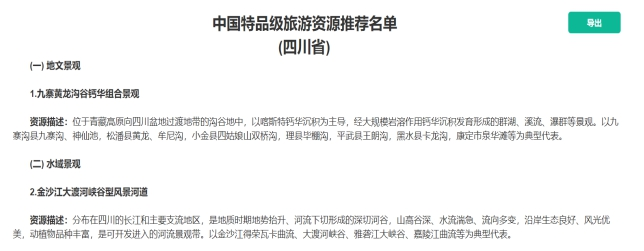 中国特品级旅游资源推荐名单
导出
(四川省)
(一) 地文景观
1.九寨黄龙沟谷钙华组合景观
资源描述：位于青藏高原向四川盆地过渡地带的沟谷地中，以喀斯特钙华沉积为主导，经大规模岩溶作用钙华沉积发育形成的群湖、溪流、瀑群等景观。以九
寨沟县九寨沟、神仙池，松潘县黄龙、牟尼沟，小金县四姑娘山双桥沟，理县毕棚沟，平武县王朗沟，黑水县卡龙沟，康定市泉华滩等为典型代表。
(二) 水域景观
2.金沙江大渡河峡谷型风景河道
资源描述：分布在四川的长江和主要支流地区，是地质时期地势抬升、河流下切形成的深切河谷，山高谷深、水流湍急、流向多变，沿岸生态良好、风光优
美，动植物品种丰富，是可开发进入的河流景观带。以金沙江得荣瓦卡曲流、大渡河峡谷、雅砻江大峡谷、嘉陵江曲流等为典型代表。